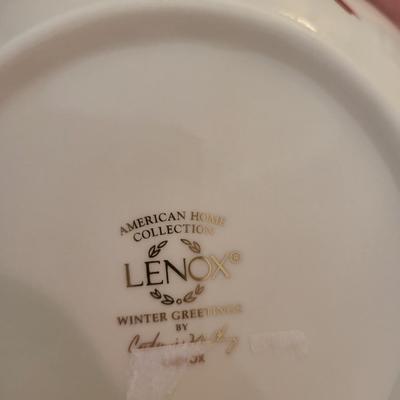 AMERICAN HOME
COLLECTION
LENOX©
WINTER GREETINGS
BY